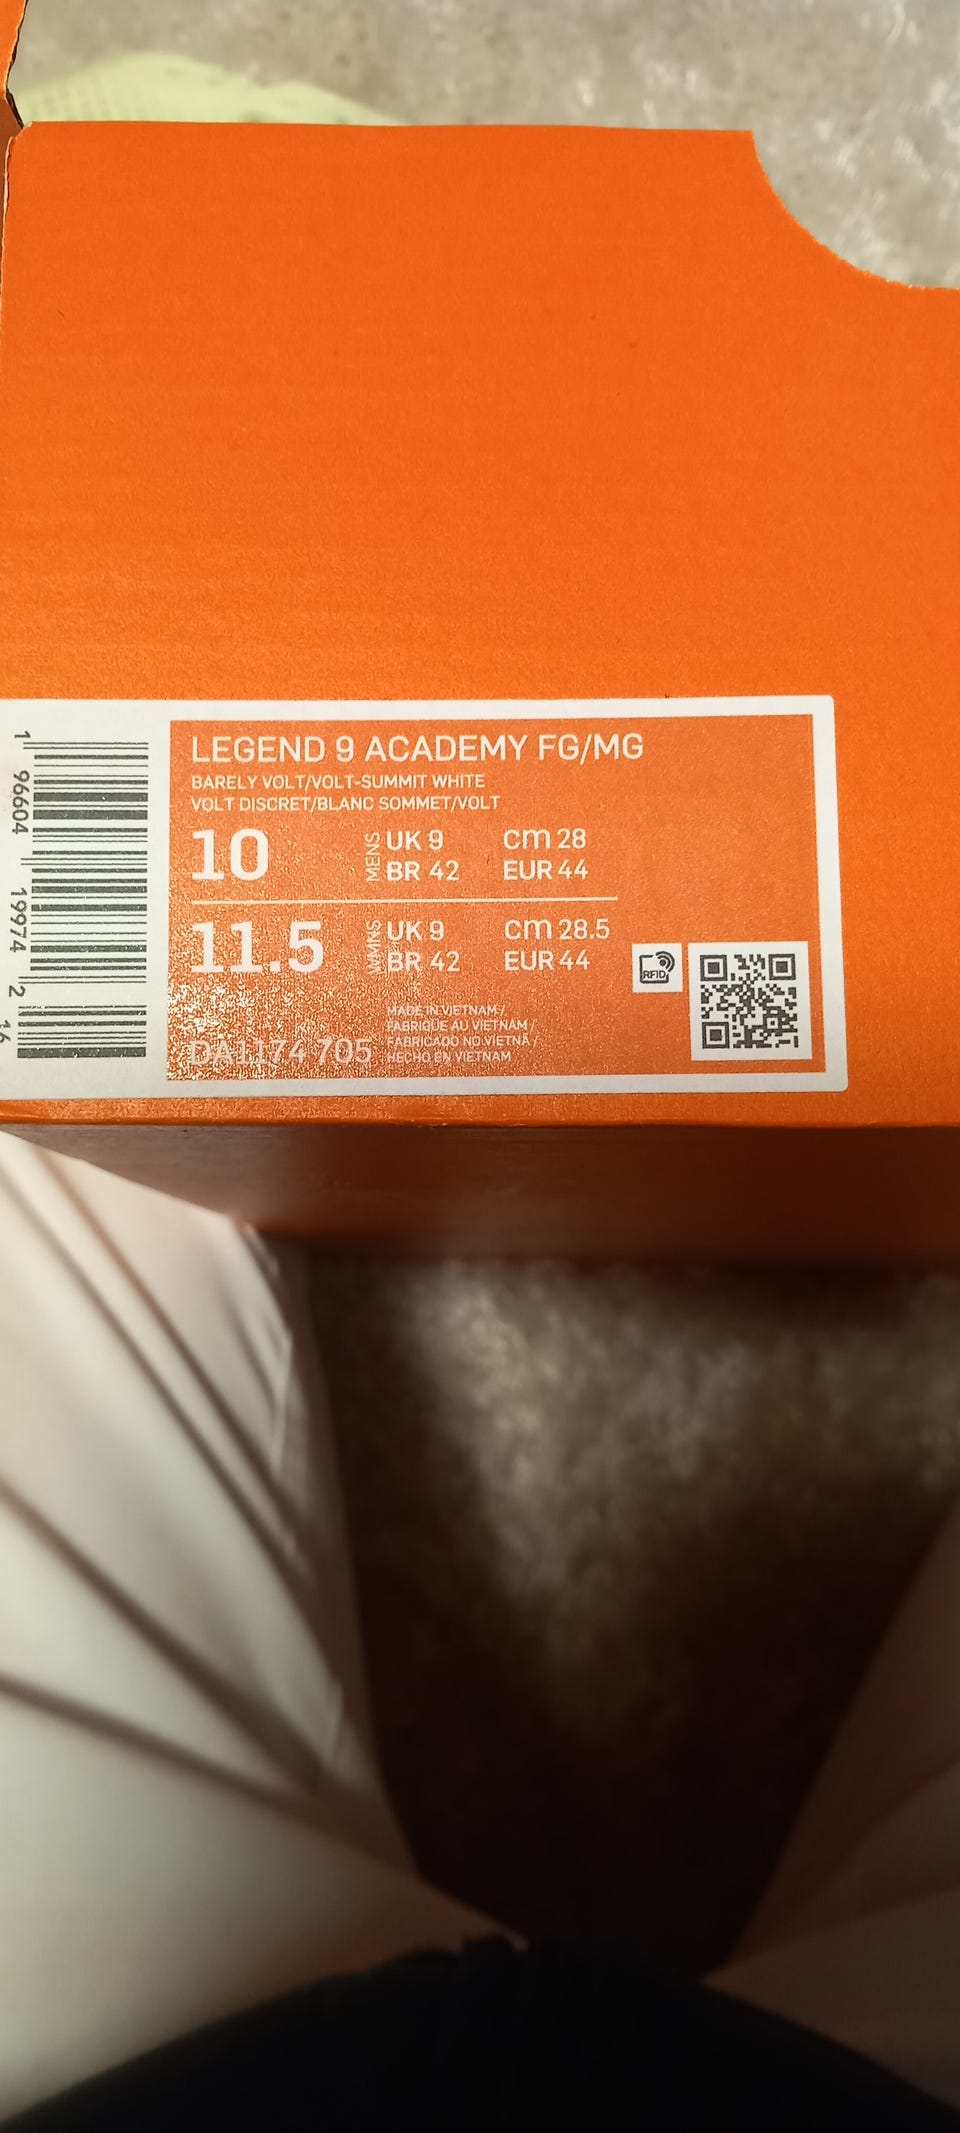 LEGEND 9 ACADEMY FG/MG
BARELY VOLT/VOLT-SUMMIT WHITE
VOLT DISCRET/BLANC SOMMET/VOLT
10 MENS UK 9 cm 28
BR 42 EUR 44
11.5 WMNS UK 9 cm 28.5
BR 42 EUR 44
RFID
MADE IN VIETNAM /
FABRIQUÉ AU VIETNAM /
FABRICADO NO VIETNÃ /
HECHO EN VIETNAM
DA1174 705
1 96604 19974 2
16